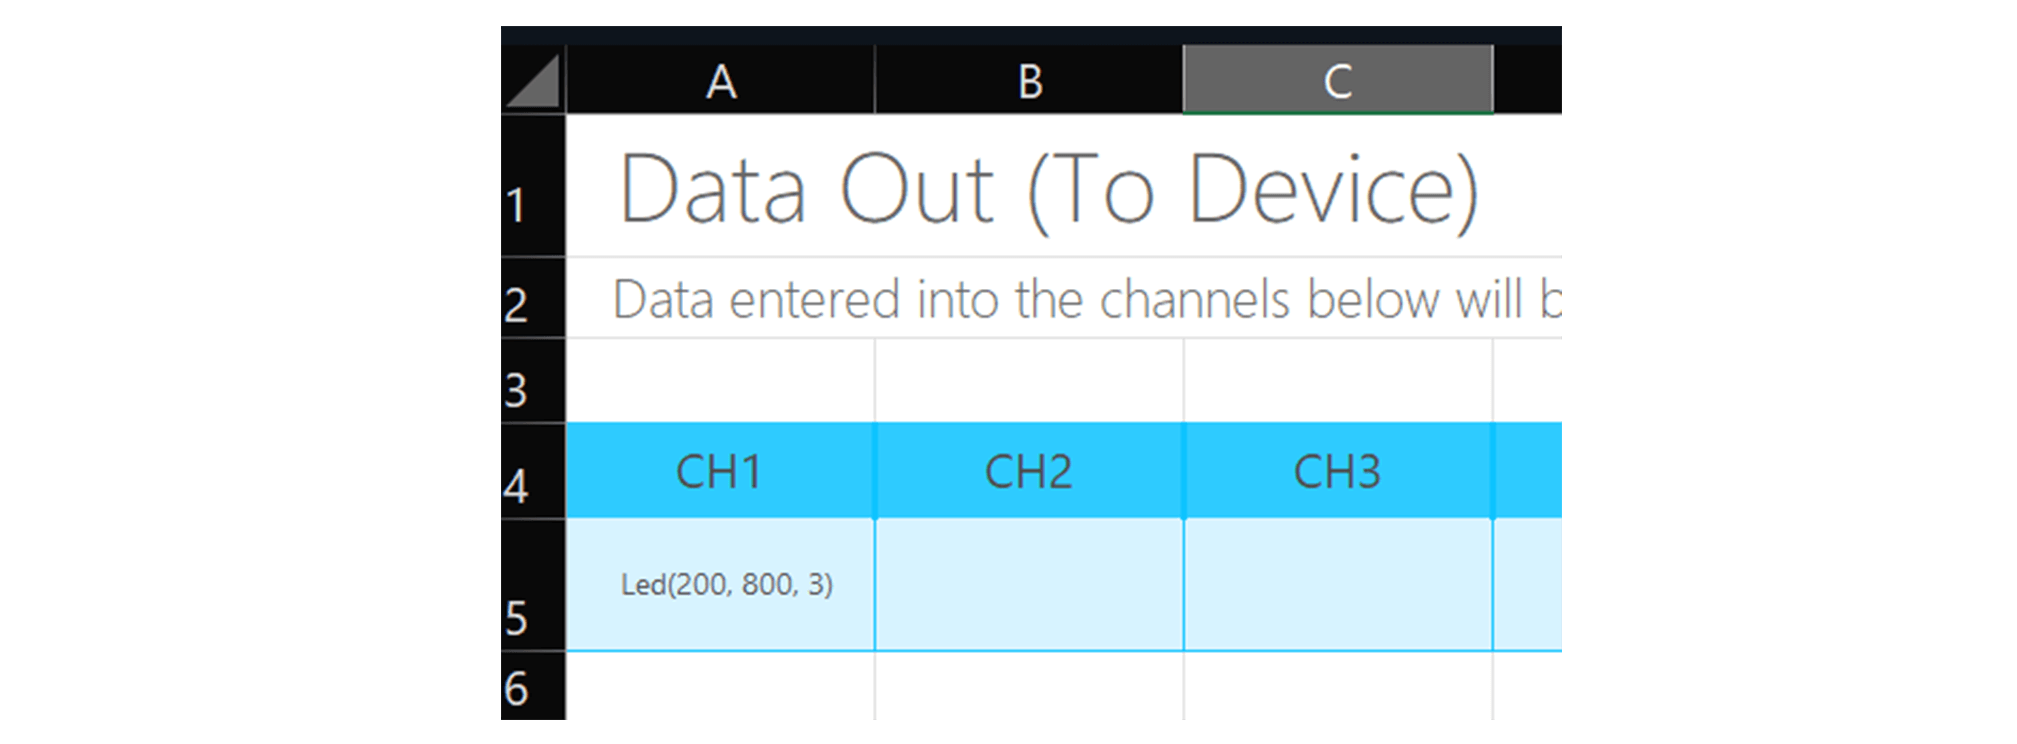 A B C
1 Data Out (To Device)
2 Data entered into the channels below will
3
4 CH1 CH2 CH3
5 Led(200, 800, 3)
6